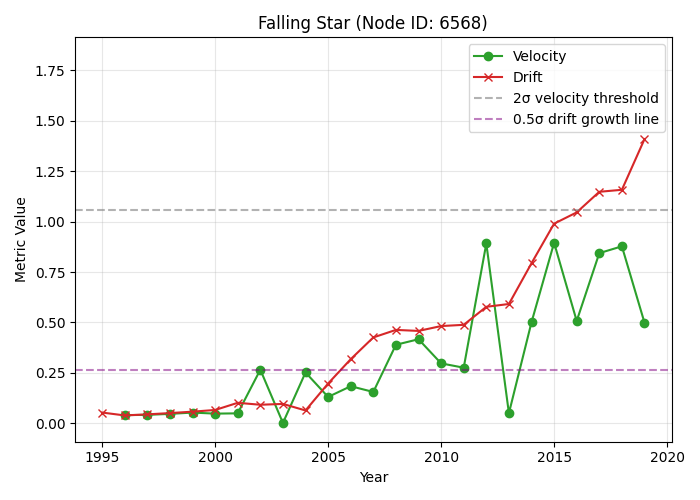 Falling Star (Node ID: 6568)
Velocity
Drift
2σ velocity threshold
0.5σ drift growth line
Metric Value
1.75
1.50
1.25
1.00
0.75
0.50
0.25
0.00
1995 2000 2005 2010 2015 2020
Year